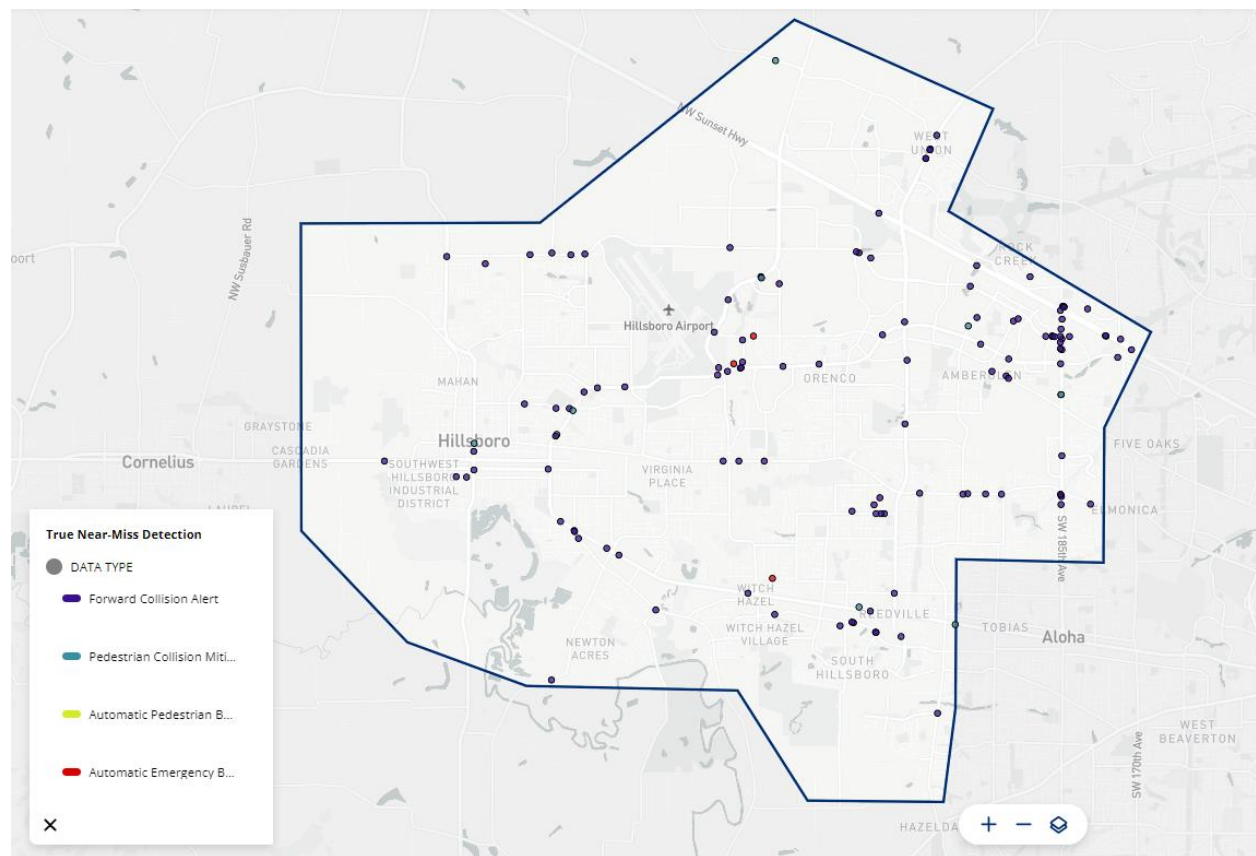 NW Sunset Hwy
WEST
UNION
oort
NW Susbauer Rd
ROCK
CREEK
Hillsboro Airport
MAHAN
ORENCO
AMBERGLEN
GRAYSTONE
Hillsboro
CASCADIA
GARDENS
Cornelius
SOUTHWEST
HILLSBORO
INDUSTRIAL
DISTRICT
VIRGINIA
PLACE
FIVE OAKS
ELMONICA
SW 185th Ave
True Near-Miss Detection
DATA TYPE
Forward Collision Alert
Pedestrian Collision Miti...
Automatic Pedestrian B...
Automatic Emergency B...
WITCH
HAZEL
WITCH HAZEL
VILLAGE
REEDVILLE
TOBIAS
Aloha
NEWTON
ACRES
SOUTH
HILLSBORO
WEST
BEAVERTON
SW 170th Ave
HAZELDA